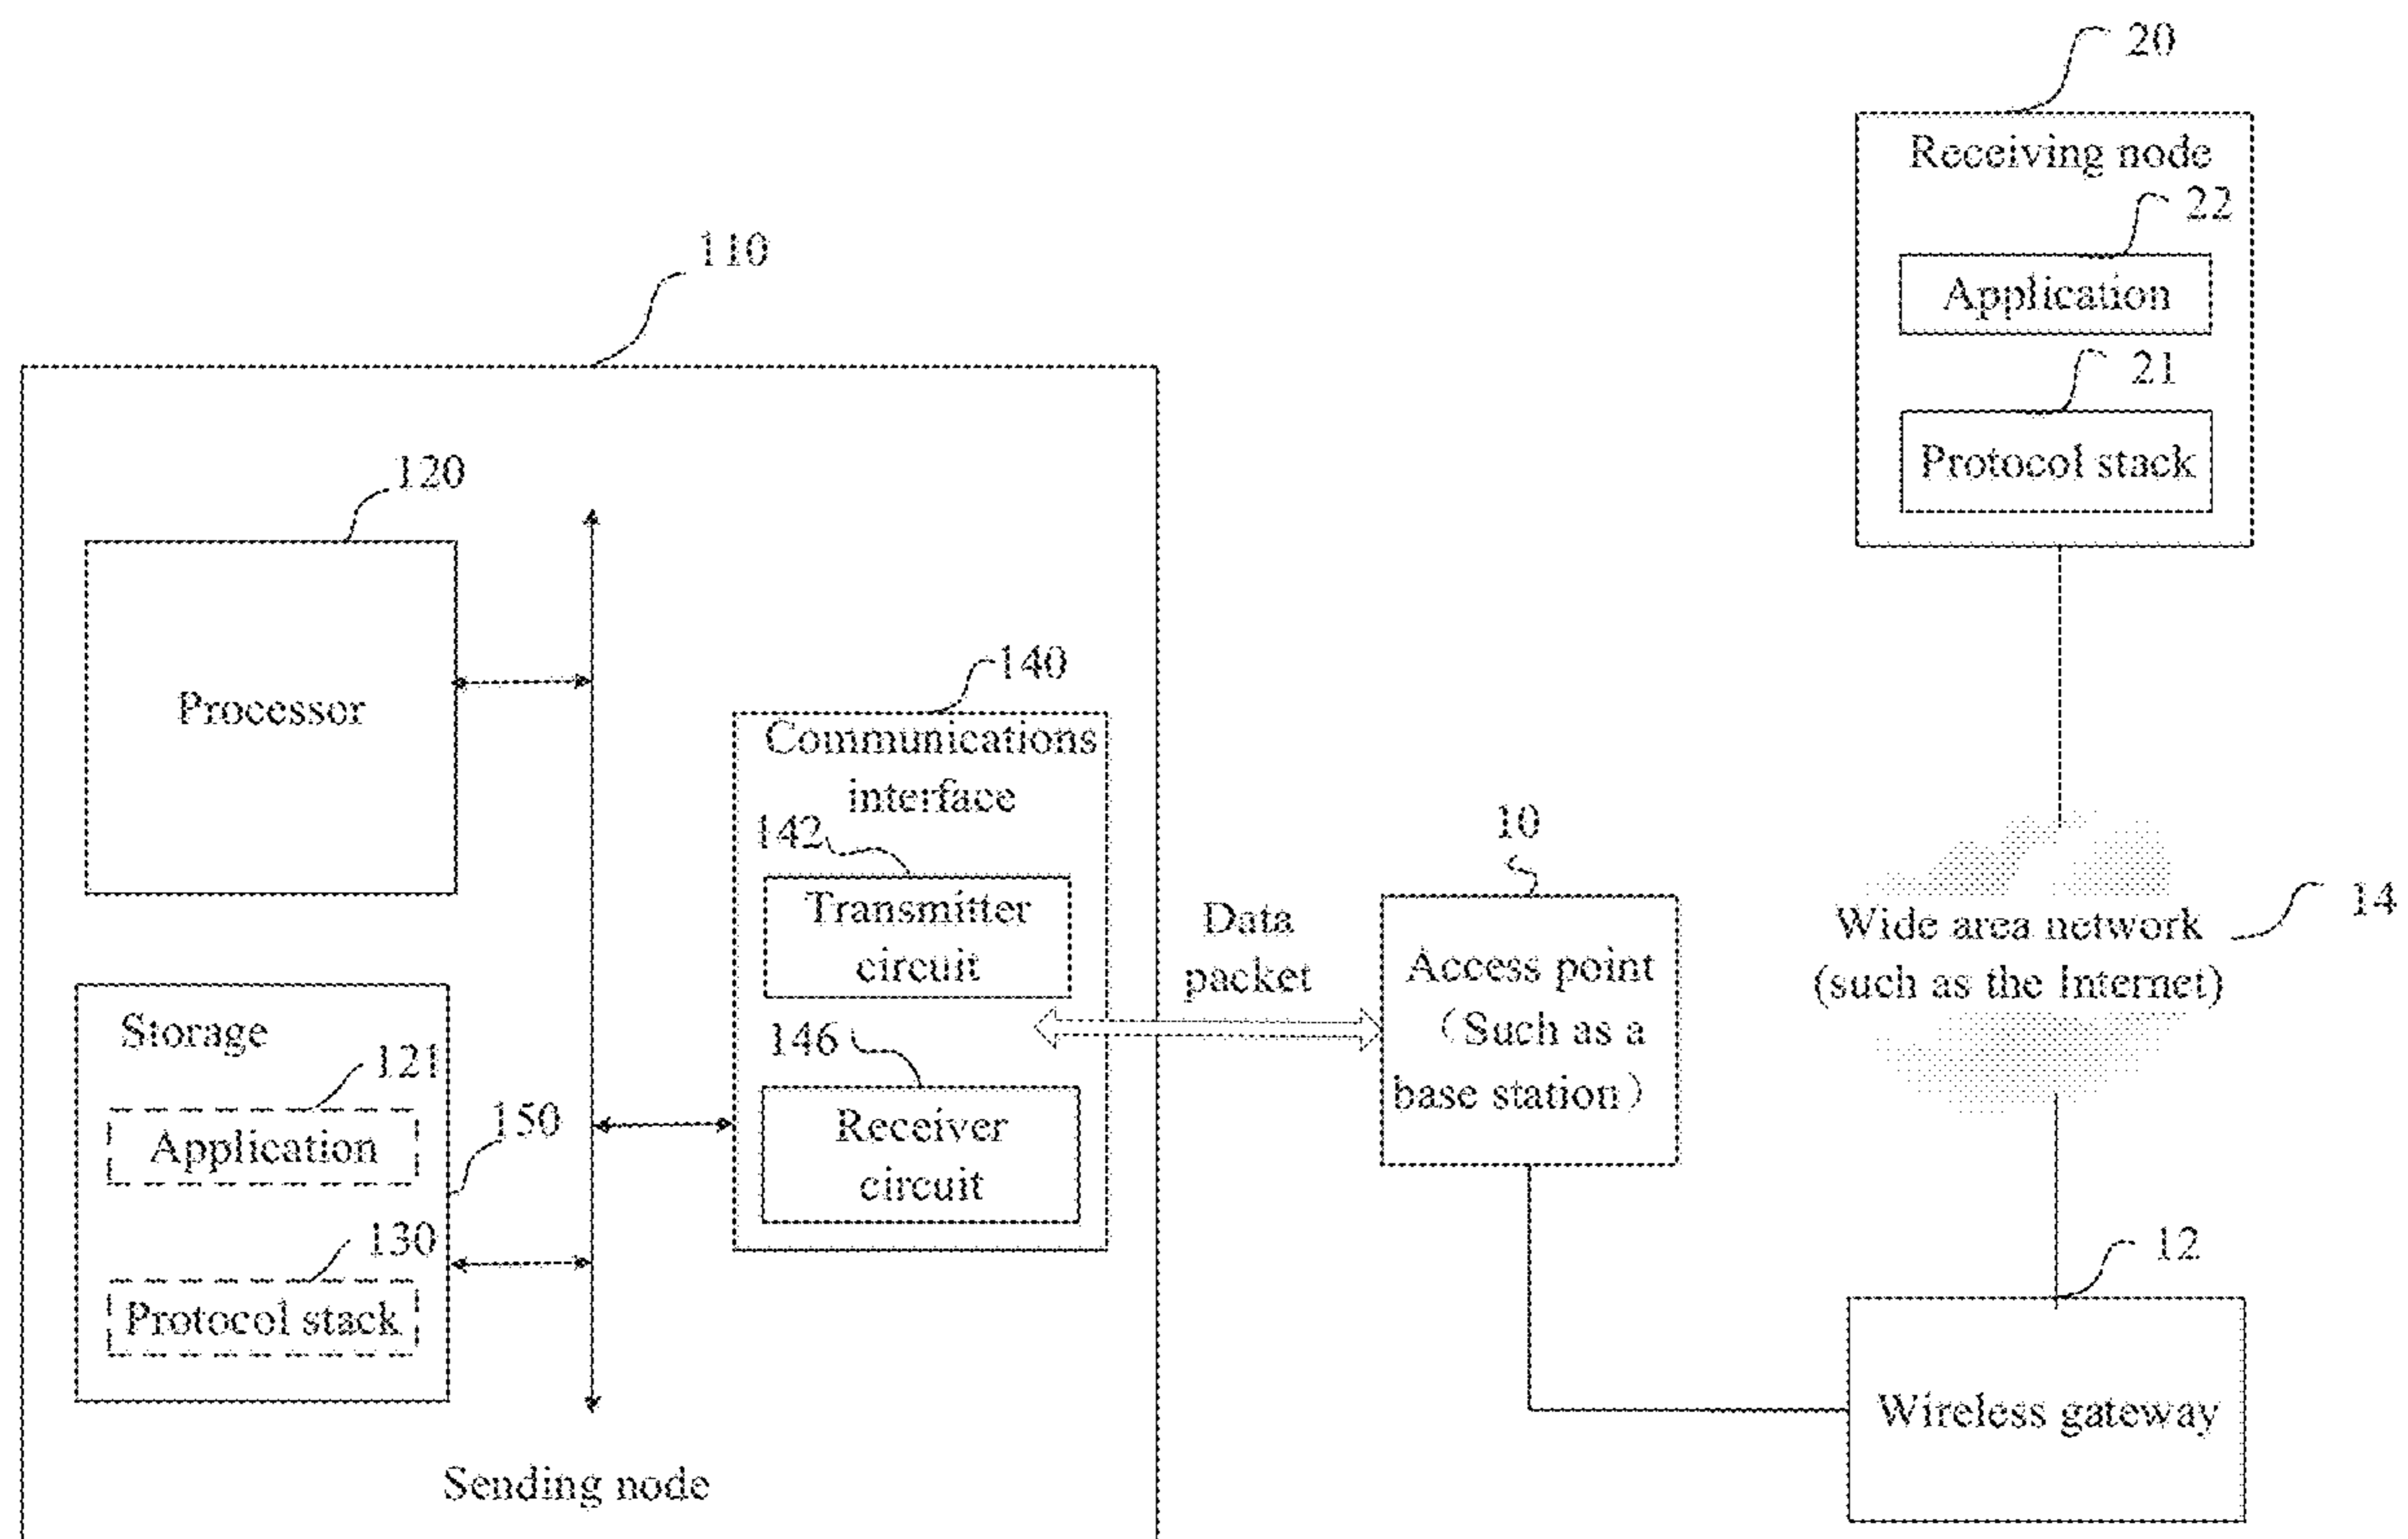 20
Receiving node
22
Application
21
Protocol stack
110
120
Processor
140
Communications
interface
142
Transmitter
circuit
146
Receiver
circuit
Storage
121
Application
150
130
Protocol stack
Sending node
Data
packet
10
Access point
（Such as a
base station）
Wide area network
(such as the Internet)
14
12
Wireless gateway